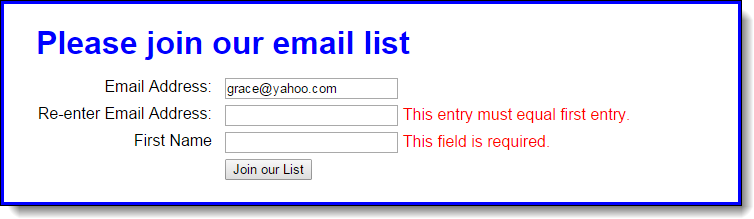 Please join our email list
Email Address: grace@yahoo.com
Re-enter Email Address: This entry must equal first entry.
First Name This field is required.
Join our List